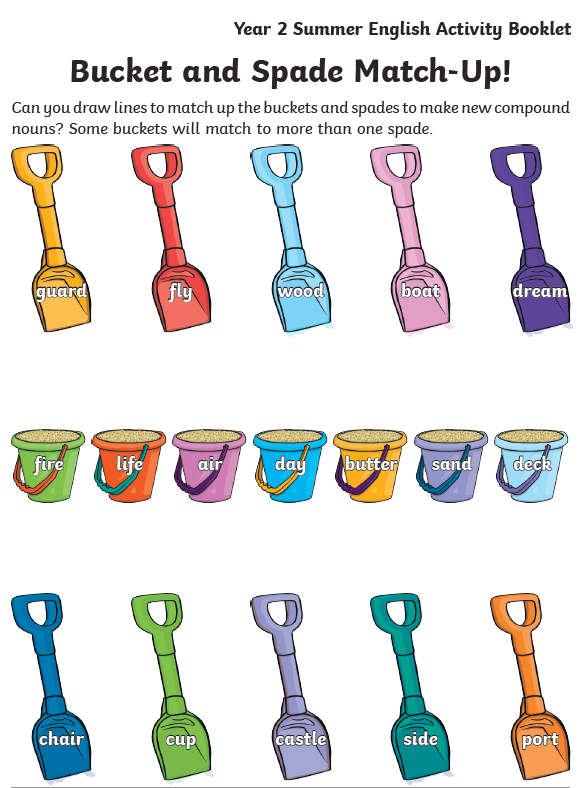 Year 2 Summer English Activity Booklet
Bucket and Spade Match-Up!
Can you draw lines to match up the buckets and spades to make new compound
nouns? Some buckets will match to more than one spade.
guard fly wood boat dream
fire life air day butter sand deck
chair cup castle side port